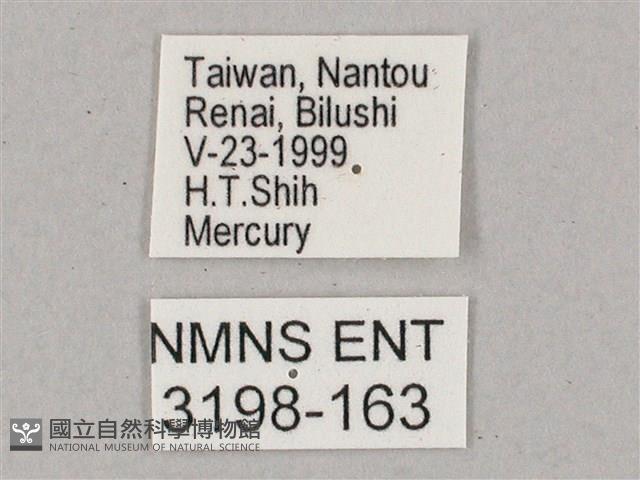 Taiwan, Nantou
Renai, Bilushi
V-23-1999
H.T.Shih
Mercury
NMNS ENT
3198-163
國立自然科學博物館
NATIONAL MUSEUM OF NATURAL SCIENCE